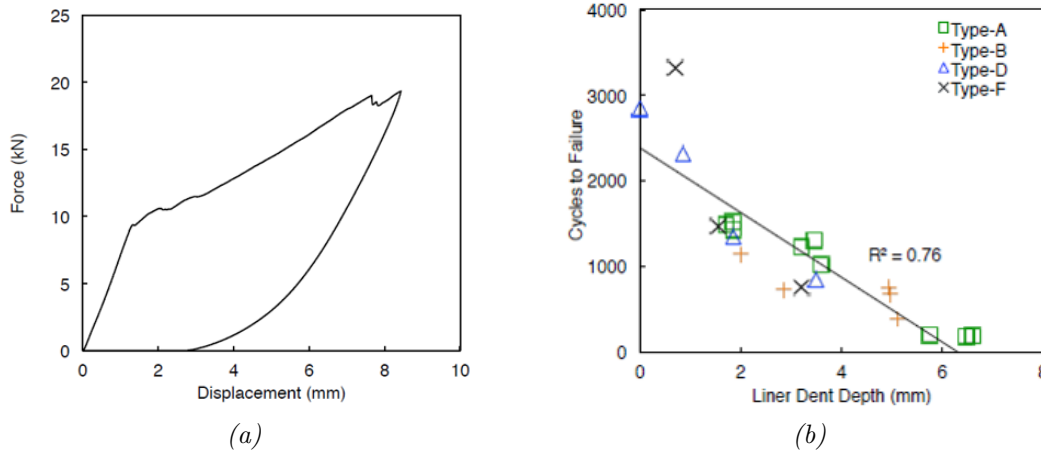 25
20
15
10
5
0
Force (kN)
0 2 4 6 8 10
Displacement (mm)
(a)
4000
3000
2000
1000
0
Cycles to Failure
Type-A
Type-B
Type-D
Type-F
R² = 0.76
0 2 4 6 8
Liner Dent Depth (mm)
(b)